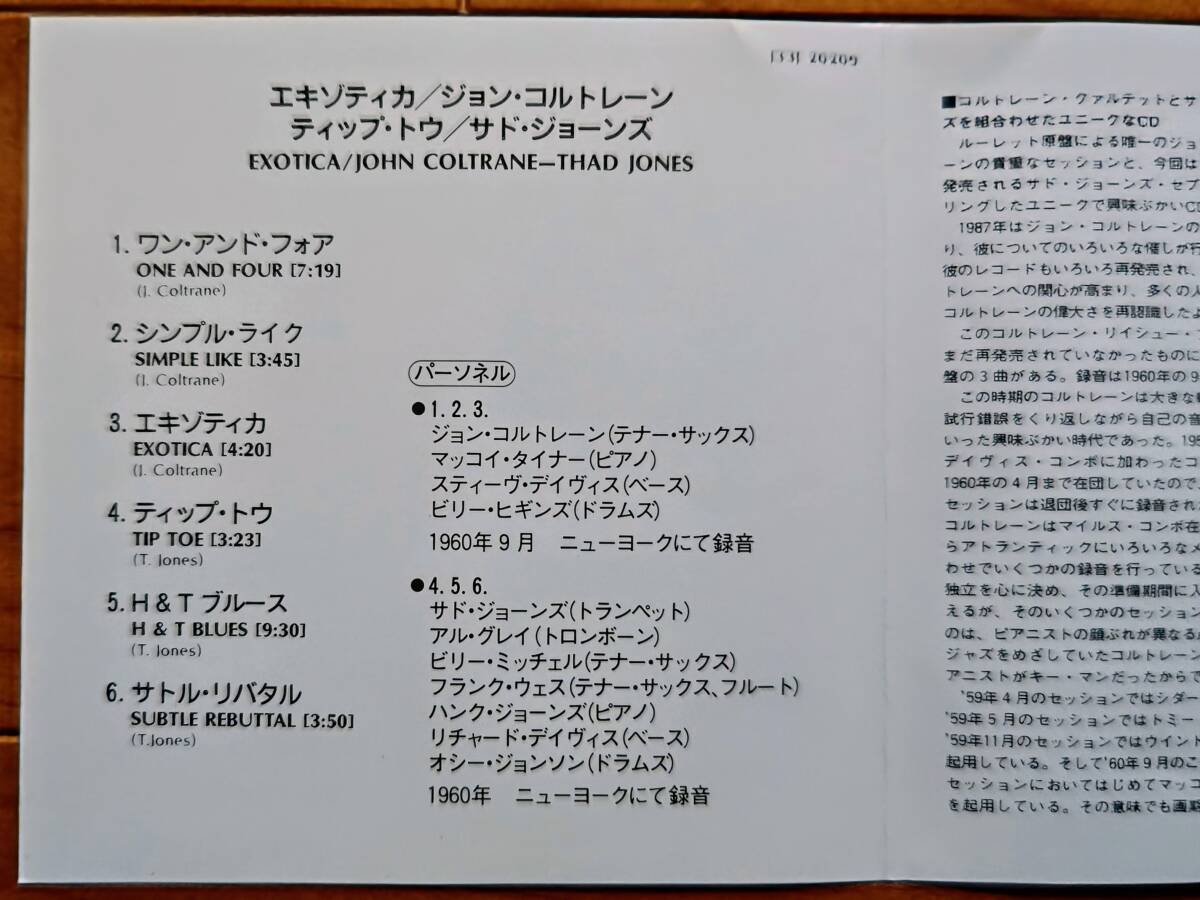 エキゾティカ/ジョン・コルトレーン
ティップ・トウ/サド・ジョーンズ
EXOTICA/JOHN COLTRANE—THAD JONES
1. ワン・アンド・フォア
ONE AND FOUR [7:19]
(J. Coltrane)
2. シンプル・ライク
SIMPLE LIKE [3:45]
(J. Coltrane)
3. エキゾティカ
EXOTICA [4:20]
(J. Coltrane)
4. ティップ・トウ
TIP TOE [3:23]
(T. Jones)
5. H & T ブルース
H & T BLUES [9:30]
(T. Jones)
6. サトル・リバタル
SUBTLE REBUTTAL [3:50]
(T.Jones)
パーソネル
●1.2.3.
ジョン・コルトレーン(テナー・サックス)
マッコイ・タイナー(ピアノ)
スティーヴ・デイヴィス(ベース)
ビリー・ヒギンズ(ドラムズ)
1960年9月 ニューヨークにて録音
●4.5.6.
サド・ジョーンズ(トランペット)
アル・グレイ(トロンボーン)
ビリー・ミッチェル(テナー・サックス)
フランク・ウェス(テナー・サックス、フルート)
ハンク・ジョーンズ(ピアノ)
リチャード・デイヴィス(ベース)
オシー・ジョンソン(ドラムズ)
1960年 ニューヨークにて録音
■コルトレーン・クァルテットとサ
ズを組合わせたユニークなCD
ルーレット原盤による唯一のジョ
ーンの貴重なセッションと、今回は
発売されるサド・ジョーンズ・セプ
リングしたユニークで興味ぶかいCD
1987年はジョン・コルトレーンの
り、彼についてのいろいろな催しが行
彼のレコードもいろいろ再発売され、
トレーンへの関心が高まり、多くの人
コルトレーンの偉大さを再認識したよ
このコルトレーン・リイシュー・
まだ再発売されていなかったものに
盤の3曲がある。録音は1960年の9
この時期のコルトレーンは大きな
試行錯誤をくり返しながら自己の音
いった興味ぶかい時代であった。195
デイヴィス・コンボに加わったコ
1960年の4月まで在団していたので、
セッションは退団後すぐに録音され
コルトレーンはマイルス・コンボ在
らアトランティックにいろいろなメ
わせでいくつかの録音を行っている
独立を心に決め、その準備期間に入
えるが、そのいくつかのセッション
のは、ピアニストの顔ぶれが異なる
ジャズをめざしていたコルトレーン
アニストがキー・マンだったからで
'59年4月のセッションではシダー
'59年5月のセッションではトミー
'59年11月のセッションではウイント
起用している。そして'60年9月のこ
セッションにおいてはじめてマッコ
を起用している。その意味でも画期